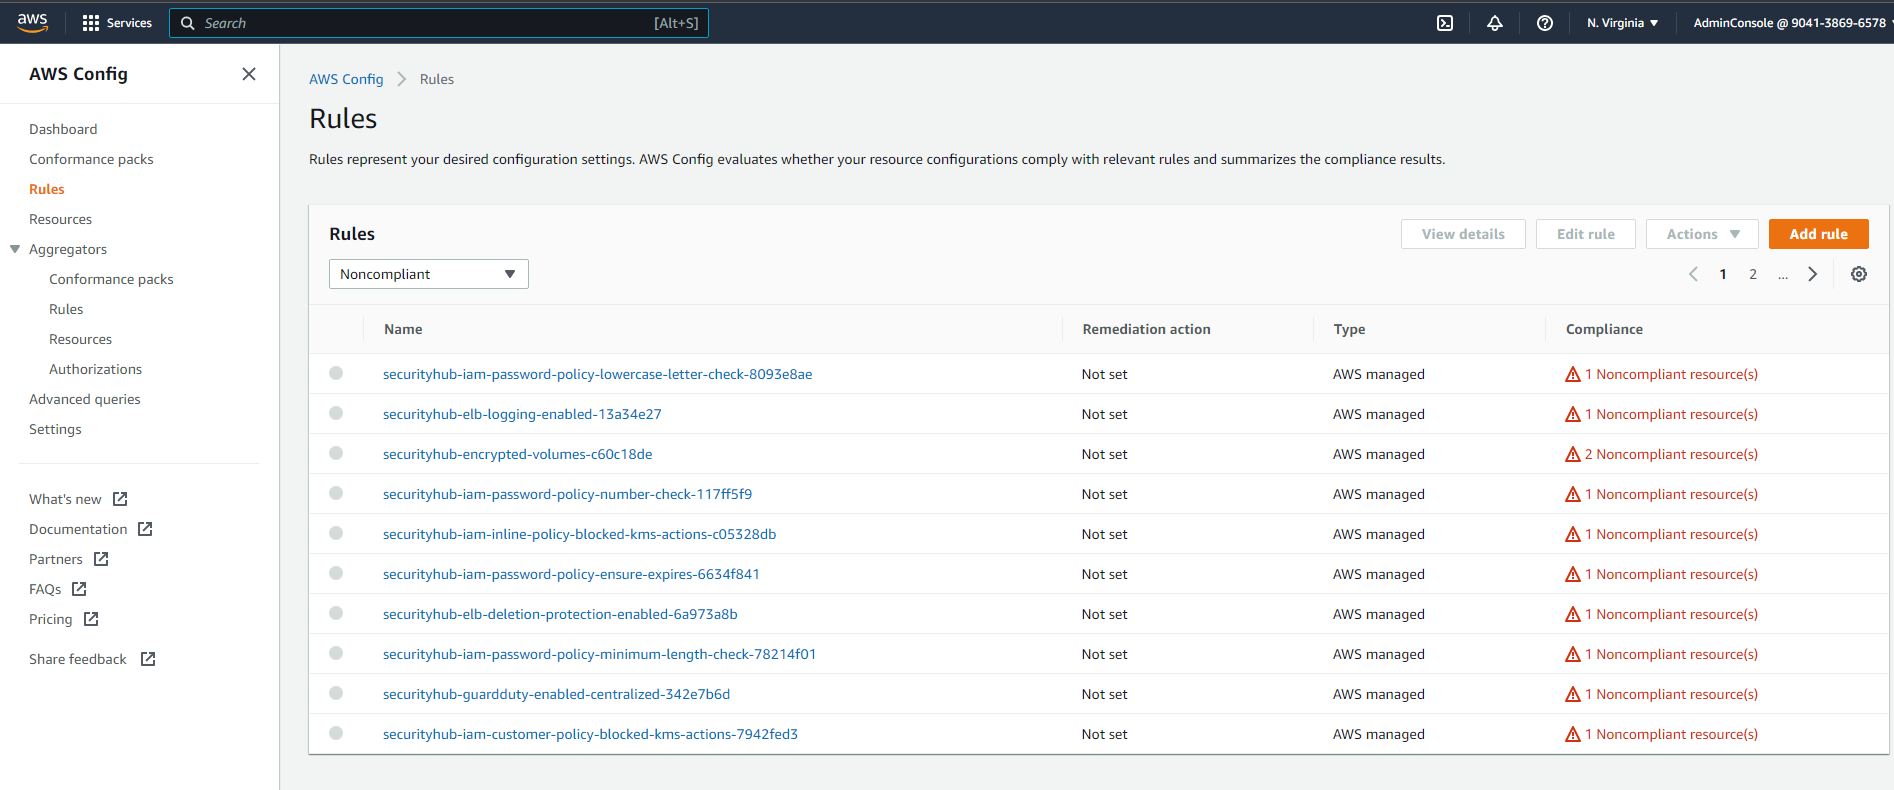 aws Services Search [Alt+S] N. Virginia AdminConsole @ 9041-3869-6578
AWS Config
Dashboard
Conformance packs
Rules
Resources
Aggregators
Conformance packs
Rules
Resources
Authorizations
Advanced queries
Settings
What's new
Documentation
Partners
FAQs
Pricing
Share feedback
AWS Config Rules
Rules
Rules represent your desired configuration settings. AWS Config evaluates whether your resource configurations comply with relevant rules and summarizes the compliance results.
Rules View details Edit rule Actions Add rule
Noncompliant 1 2 ...
Name Remediation action Type Compliance
securityhub-iam-password-policy-lowercase-letter-check-8093e8ae Not set AWS managed 1 Noncompliant resource(s)
securityhub-elb-logging-enabled-13a34e27 Not set AWS managed 1 Noncompliant resource(s)
securityhub-encrypted-volumes-c60c18de Not set AWS managed 2 Noncompliant resource(s)
securityhub-iam-password-policy-number-check-117ff5f9 Not set AWS managed 1 Noncompliant resource(s)
securityhub-iam-inline-policy-blocked-kms-actions-c05328db Not set AWS managed 1 Noncompliant resource(s)
securityhub-iam-password-policy-ensure-expires-6634f841 Not set AWS managed 1 Noncompliant resource(s)
securityhub-elb-deletion-protection-enabled-6a973a8b Not set AWS managed 1 Noncompliant resource(s)
securityhub-iam-password-policy-minimum-length-check-78214f01 Not set AWS managed 1 Noncompliant resource(s)
securityhub-guardduty-enabled-centralized-342e7b6d Not set AWS managed 1 Noncompliant resource(s)
securityhub-iam-customer-policy-blocked-kms-actions-7942fed3 Not set AWS managed 1 Noncompliant resource(s)